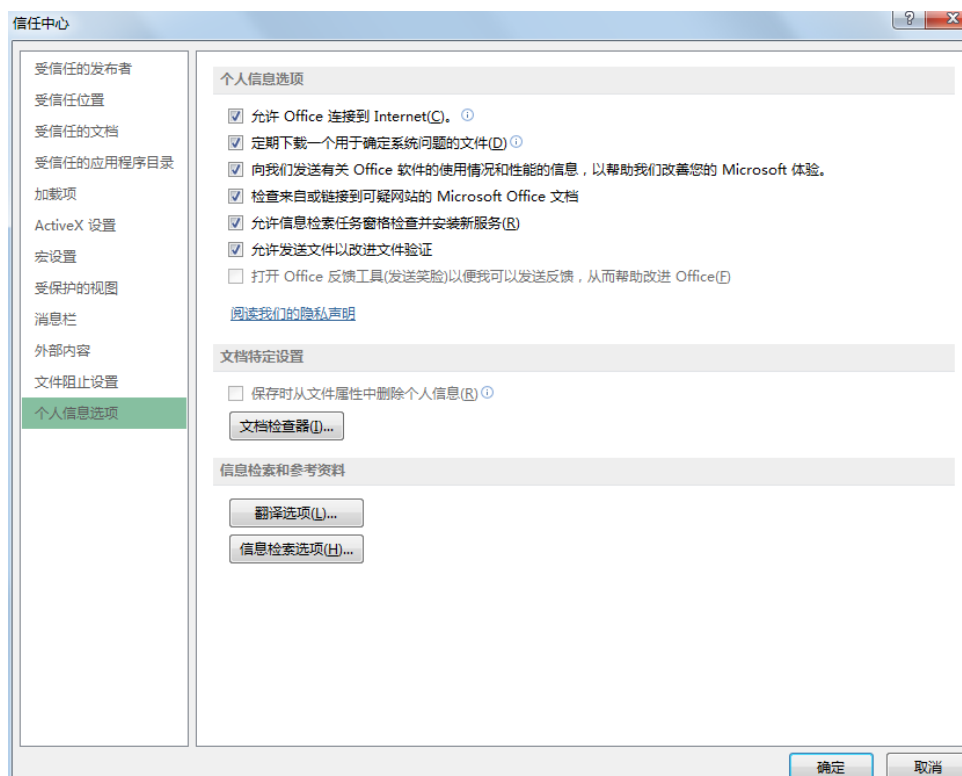 信任中心
受信任的发布者
受信任位置
受信任的文档
受信任的应用程序目录
加载项
ActiveX 设置
宏设置
受保护的视图
消息栏
外部内容
文件阻止设置
个人信息选项
个人信息选项
允许 Office 连接到 Internet(C)。
定期下载一个用于确定系统问题的文件(D)
向我们发送有关 Office 软件的使用情况和性能的信息，以帮助我们改善您的 Microsoft 体验。
检查来自或链接到可疑网站的 Microsoft Office 文档
允许信息检索任务窗格检查并安装新服务(R)
允许发送文件以改进文件验证
打开 Office 反馈工具(发送笑脸)以便我可以发送反馈，从而帮助改进 Office(F)
阅读我们的隐私声明
文档特定设置
保存时从文件属性中删除个人信息(R)
文档检查器(I)...
信息检索和参考资料
翻译选项(L)...
信息检索选项(H)...
确定
取消